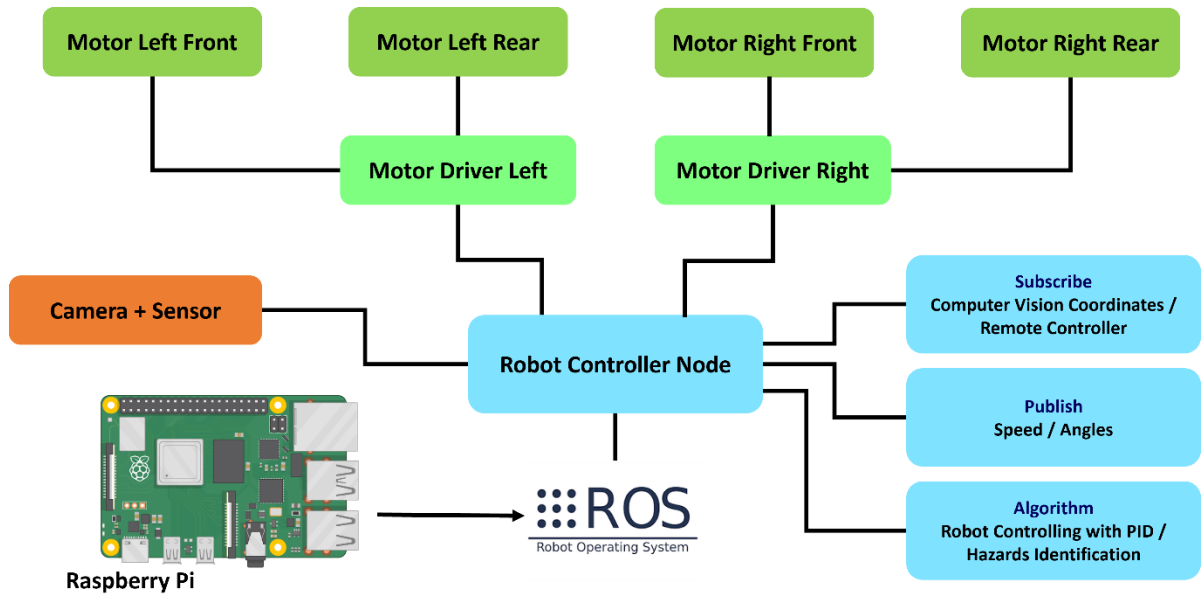 Motor Left Front
Motor Left Rear
Motor Right Front
Motor Right Rear
Motor Driver Left
Motor Driver Right
Camera + Sensor
Robot Controller Node
Subscribe
Computer Vision Coordinates /
Remote Controller
Publish
Speed / Angles
Algorithm
Robot Controlling with PID /
Hazards Identification
ROS
Robot Operating System
Raspberry Pi